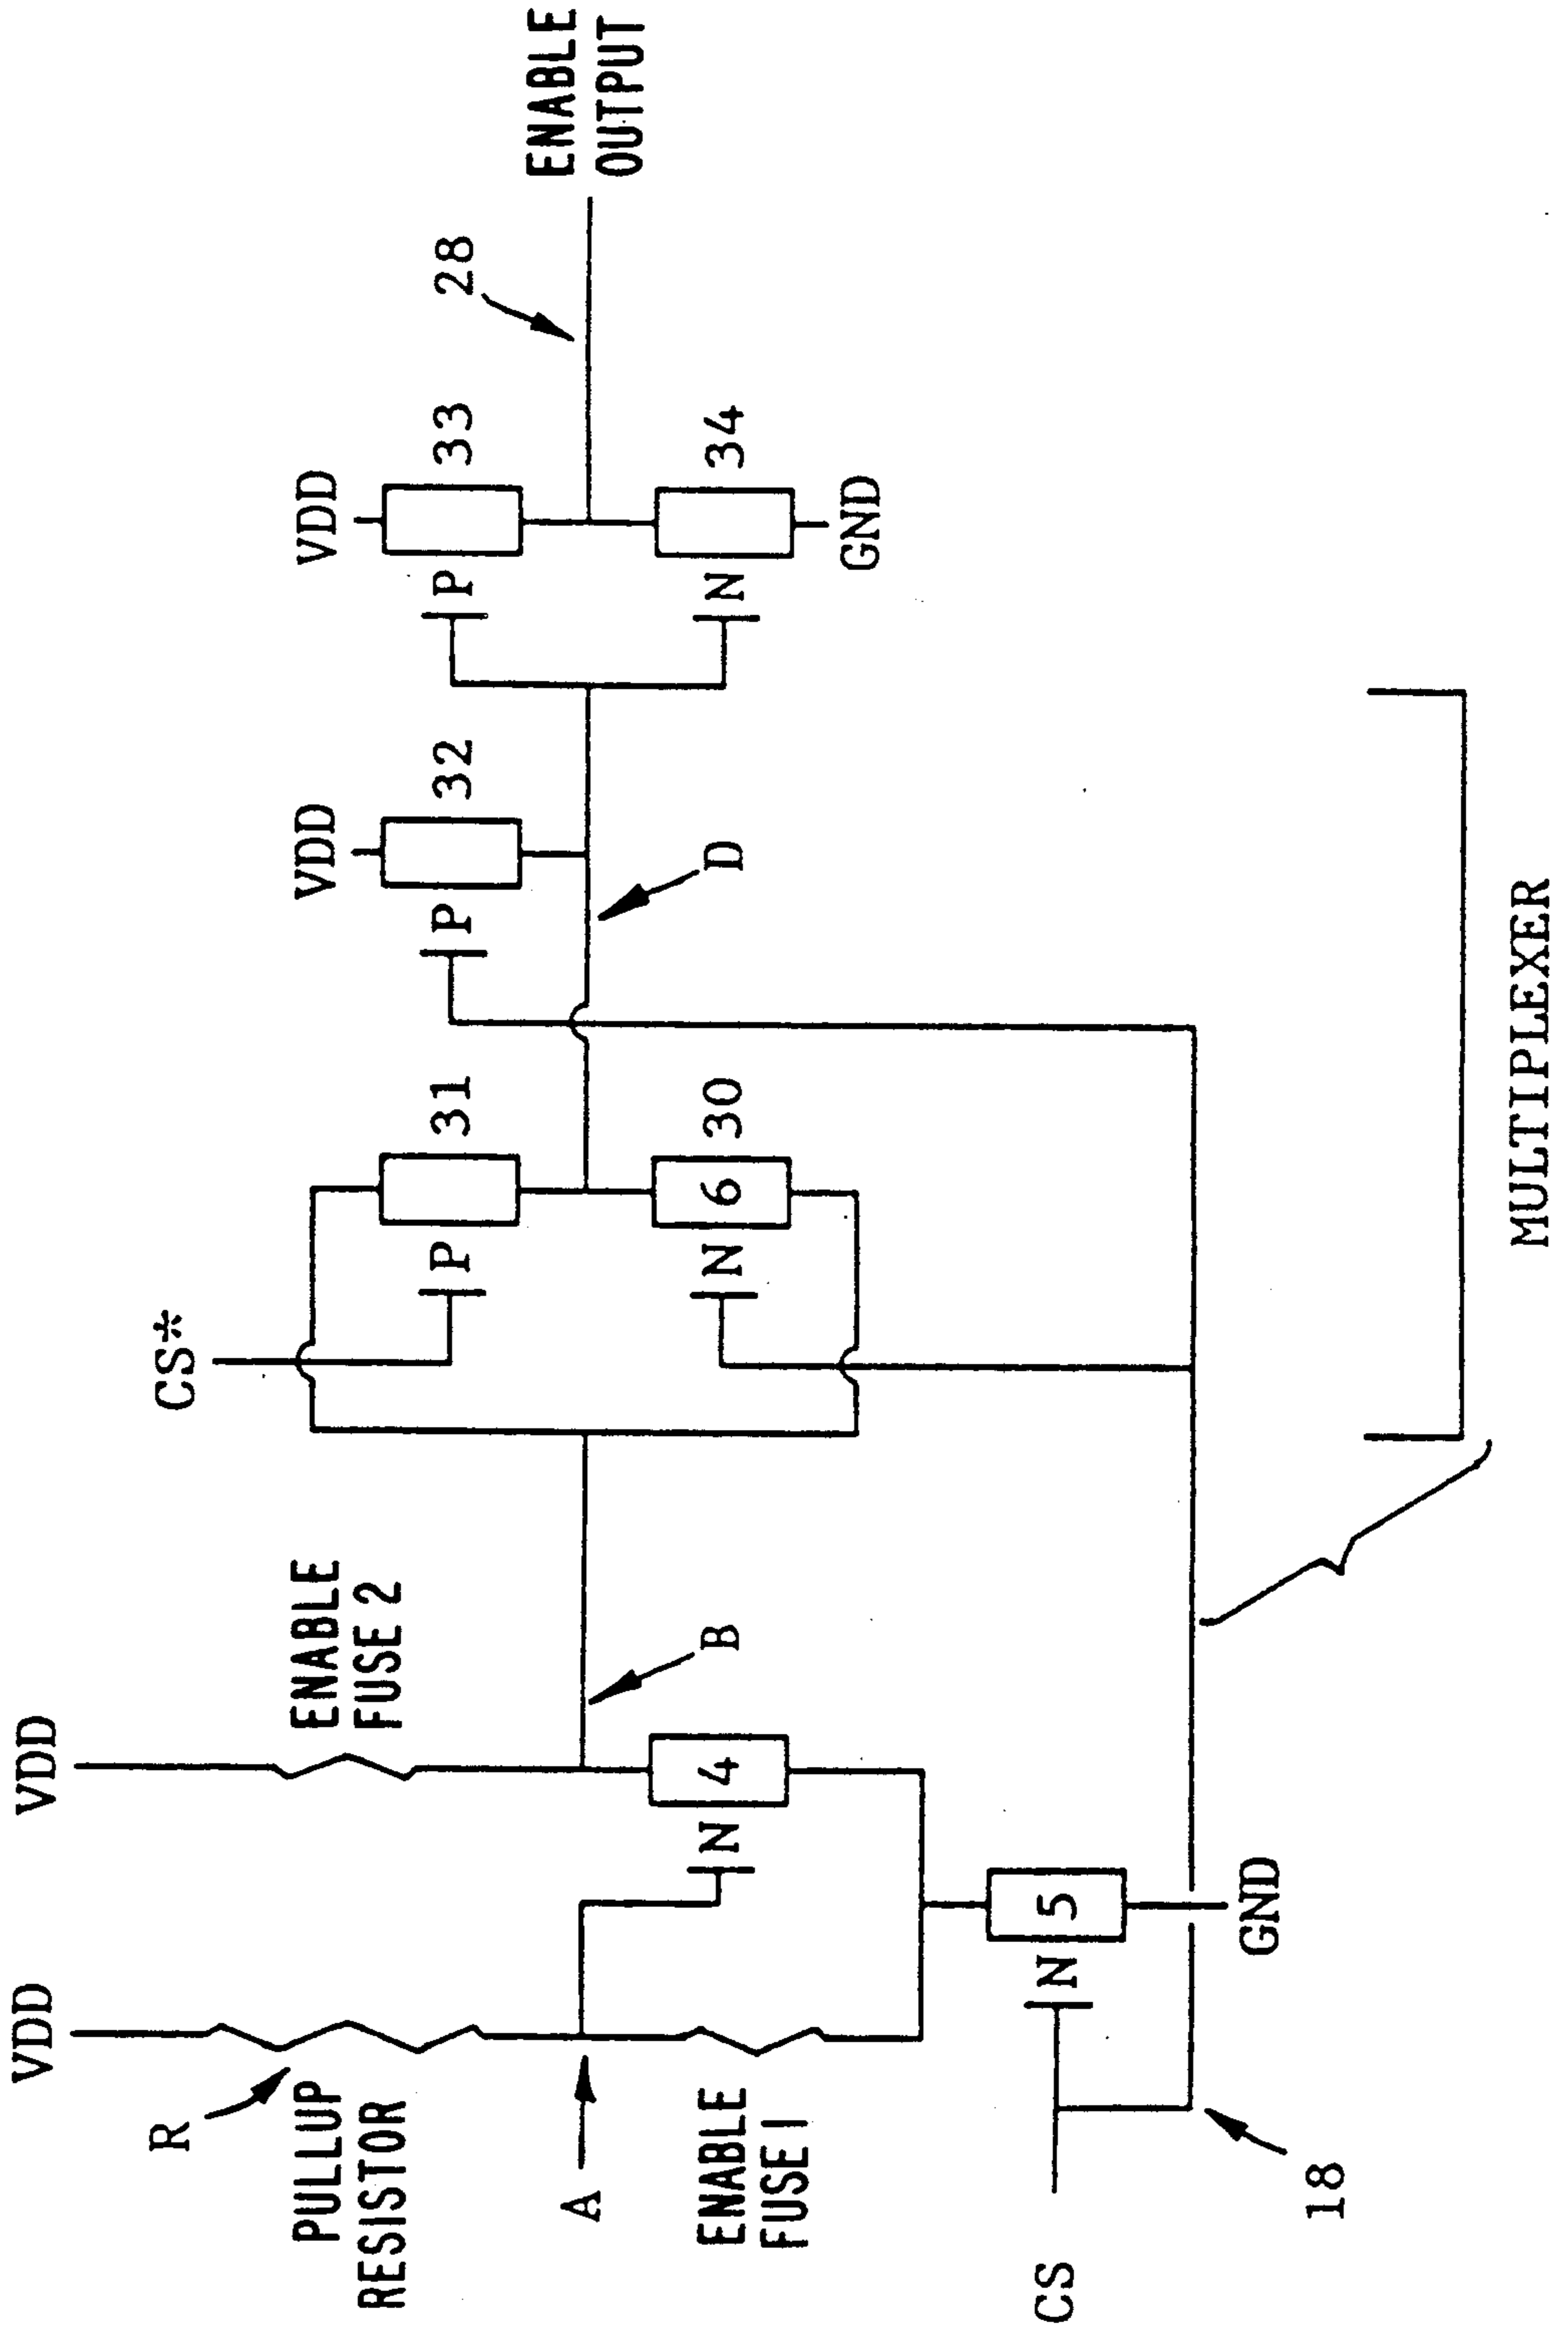 VDD
VDD
R
PULLUP
RESISTOR
ENABLE
FUSE 2
A
B
ENABLE
FUSE 1
N
4
CS
N
5
GND
18
CS*
P
31
N
6
30
VDD
P
32
D
VDD
P
33
N
34
GND
28
ENABLE
OUTPUT
MULTIPLEXER